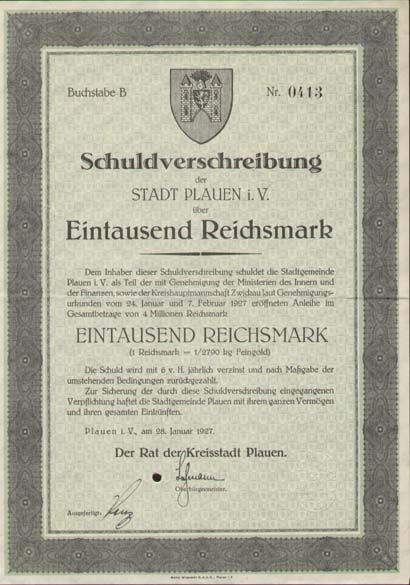 Buchstabe B
Nr. 0413
Schuldverschreibung
der
STADT PLAUEN i. V.
über
Eintausend Reichsmark
Dem Inhaber dieser Schuldverschreibung schuldet die Stadtgemeinde
Plauen i. V. als Teil der mit Genehmigung der Ministerien des Innern und
der Finanzen, sowie der Kreishauptmannschaft Zwickau laut Genehmigungs-
urkunden vom 24. Januar und 7. Februar 1927 eröffneten Anleihe im
Gesamtbetrage von 4 Millionen Reichsmark
EINTAUSEND REICHSMARK
(1 Reichsmark = 1/2790 kg Feingold)
Die Schuld wird mit 6 v. H. jährlich verzinst und nach Maßgabe der
umstehenden Bedingungen zurückgezahlt.
Zur Sicherung der durch diese Schuldverschreibung eingegangenen
Verpflichtung haftet die Stadtgemeinde Plauen mit ihrem ganzen Vermögen
und ihren gesamten Einkünften.
Plauen i. V., am 28. Januar 1927.
Der Rat der Kreisstadt Plauen.
Oberbürgermeister.
Ausgefertigt: